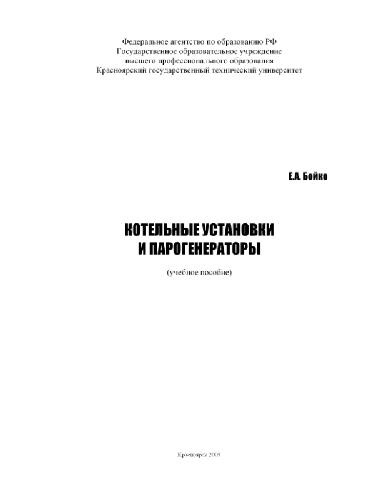 Федеральное агентство по образованию РФ
Государственное образовательное учреждение
высшего профессионального образования
Красноярский государственный технический университет
Е.А. Бойко
КОТЕЛЬНЫЕ УСТАНОВКИ
И ПАРОГЕНЕРАТОРЫ
(учебное пособие)
Красноярск